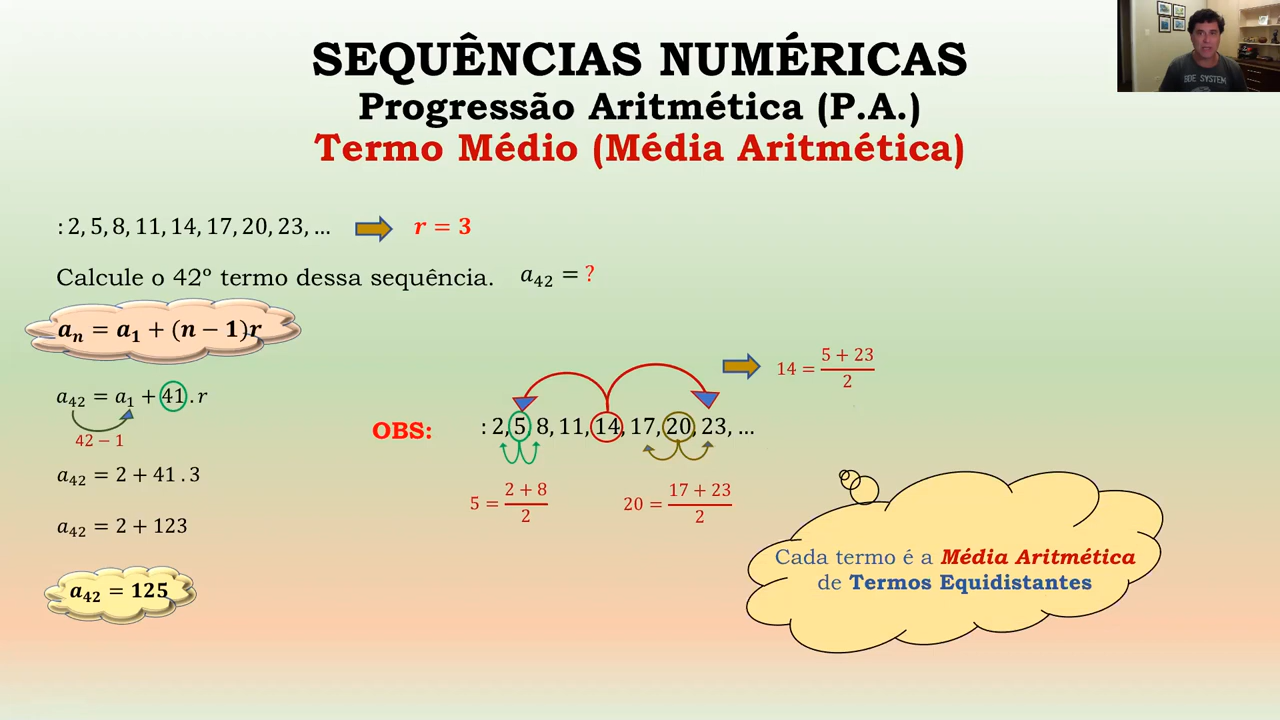 SEQUÊNCIAS NUMÉRICAS
Progressão Aritmética (P.A.)
Termo Médio (Média Aritmética)
BDE SYSTEM
: 2, 5, 8, 11, 14, 17, 20, 23, ... r = 3
Calcule o 42º termo dessa sequência. a₄₂ = ?
aₙ = a₁ + (n − 1)r
a₄₂ = a₁ + 41 . r
42 − 1
a₄₂ = 2 + 41 . 3
a₄₂ = 2 + 123
a₄₂ = 125
14 = (5 + 23)/2
OBS: : 2, 5, 8, 11, 14, 17, 20, 23, ...
5 = (2 + 8)/2
20 = (17 + 23)/2
Cada termo é a Média Aritmética
de Termos Equidistantes